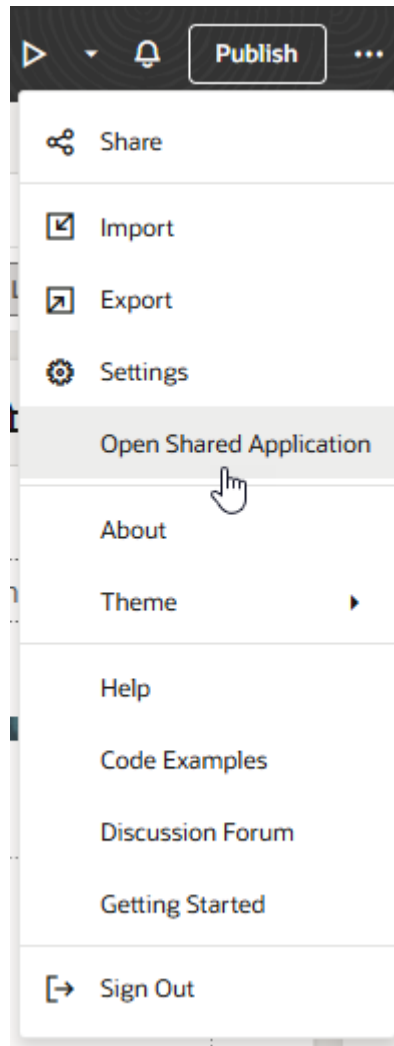 Publish
Share
Import
Export
Settings
Open Shared Application
About
Theme
Help
Code Examples
Discussion Forum
Getting Started
Sign Out